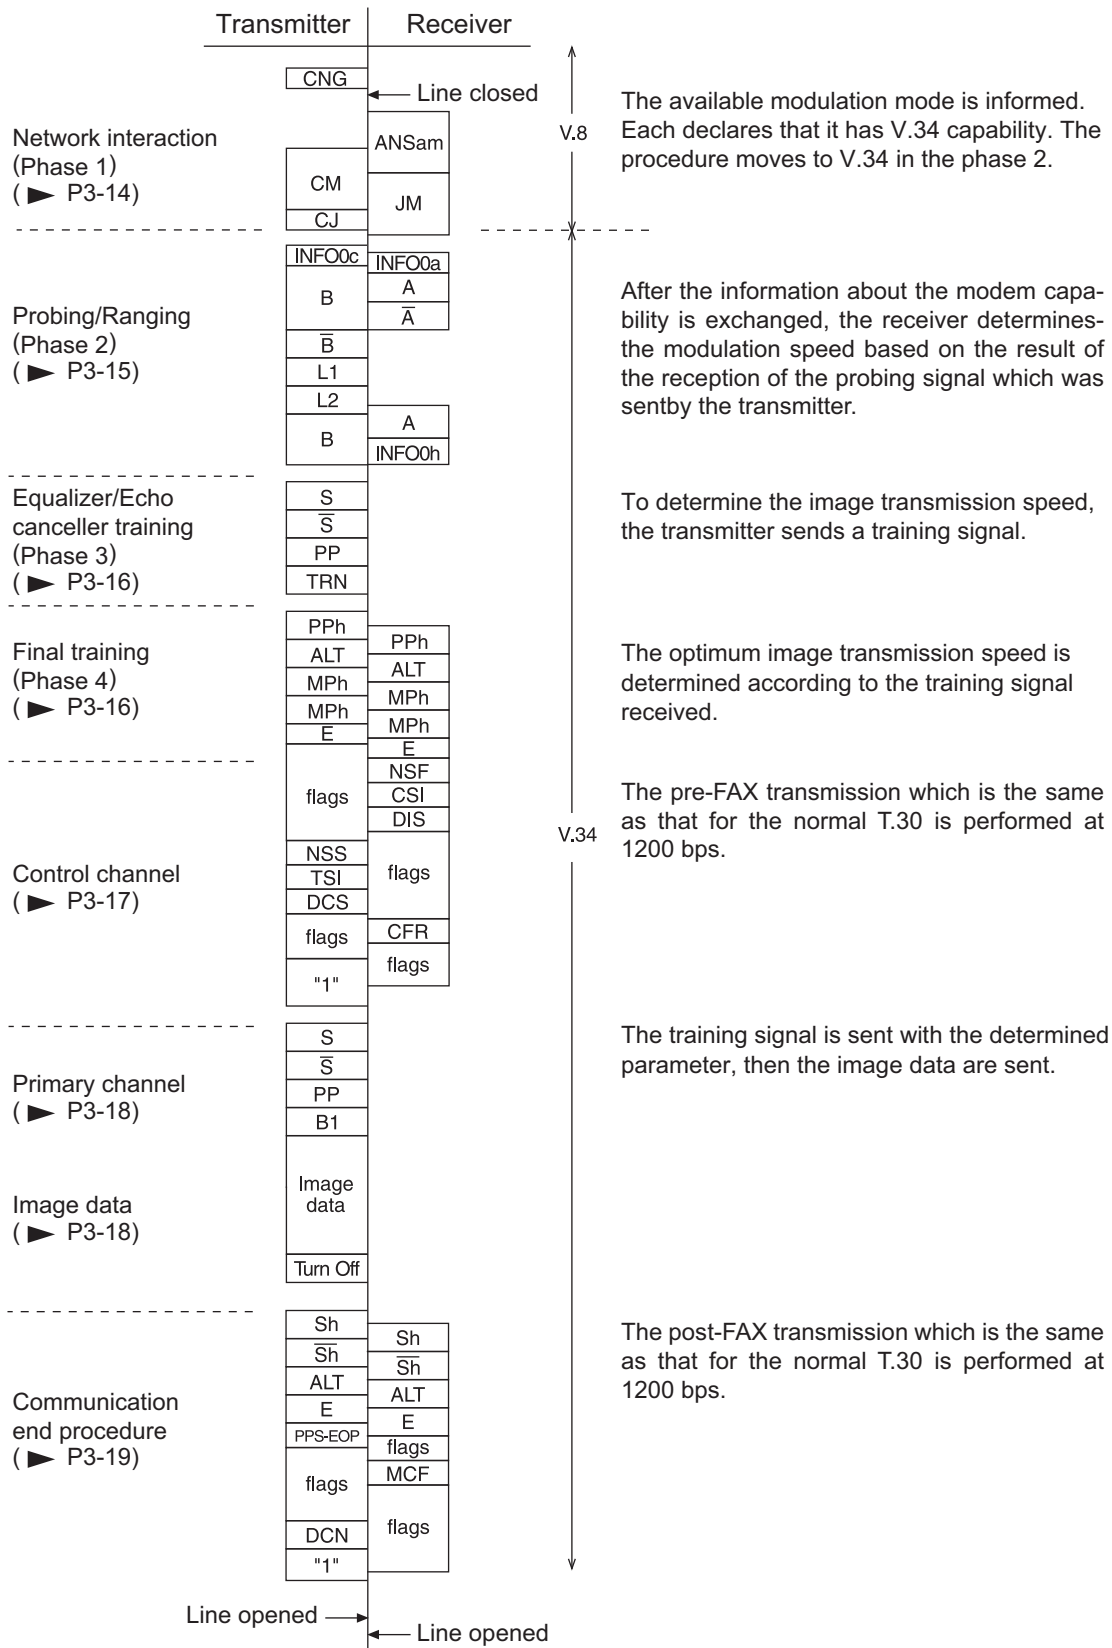 Transmitter Receiver
CNG
Line closed
Network interaction
(Phase 1)
( ► P3-14)
ANSam
CM
JM
CJ
V.8
The available modulation mode is informed.
Each declares that it has V.34 capability. The
procedure moves to V.34 in the phase 2.
Probing/Ranging
(Phase 2)
( ► P3-15)
INFO0c
INFO0a
B
A
A̅
B̅
L1
L2
B
A
INFO0h
After the information about the modem capa-
bility is exchanged, the receiver determines-
the modulation speed based on the result of
the reception of the probing signal which was
sentby the transmitter.
Equalizer/Echo
canceller training
(Phase 3)
( ► P3-16)
S
S̅
PP
TRN
To determine the image transmission speed,
the transmitter sends a training signal.
Final training
(Phase 4)
( ► P3-16)
PPh
ALT
MPh
MPh
E
PPh
ALT
MPh
MPh
E
The optimum image transmission speed is
determined according to the training signal
received.
Control channel
( ► P3-17)
flags
NSS
TSI
DCS
flags
"1"
NSF
CSI
DIS
flags
CFR
flags
V.34
The pre-FAX transmission which is the same
as that for the normal T.30 is performed at
1200 bps.
Primary channel
( ► P3-18)
S
S̅
PP
B1
The training signal is sent with the determined
parameter, then the image data are sent.
Image data
( ► P3-18)
Image
data
Turn Off
Communication
end procedure
( ► P3-19)
Sh
S̅h̅
ALT
E
PPS-EOP
flags
DCN
"1"
Sh
S̅h̅
ALT
E
flags
MCF
flags
The post-FAX transmission which is the same
as that for the normal T.30 is performed at
1200 bps.
Line opened
Line opened